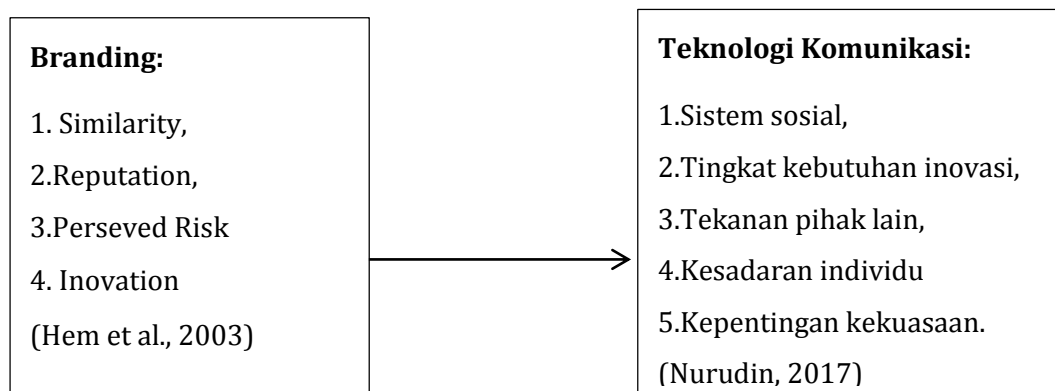 Branding:
1. Similarity,
2.Reputation,
3.Perseved Risk
4. Inovation
(Hem et al., 2003)
Teknologi Komunikasi:
1.Sistem sosial,
2.Tingkat kebutuhan inovasi,
3.Tekanan pihak lain,
4.Kesadaran individu
5.Kepentingan kekuasaan.
(Nurudin, 2017)